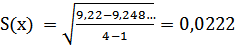 S(x) = √((9,22−9,248...)/(4−1)) = 0,0222